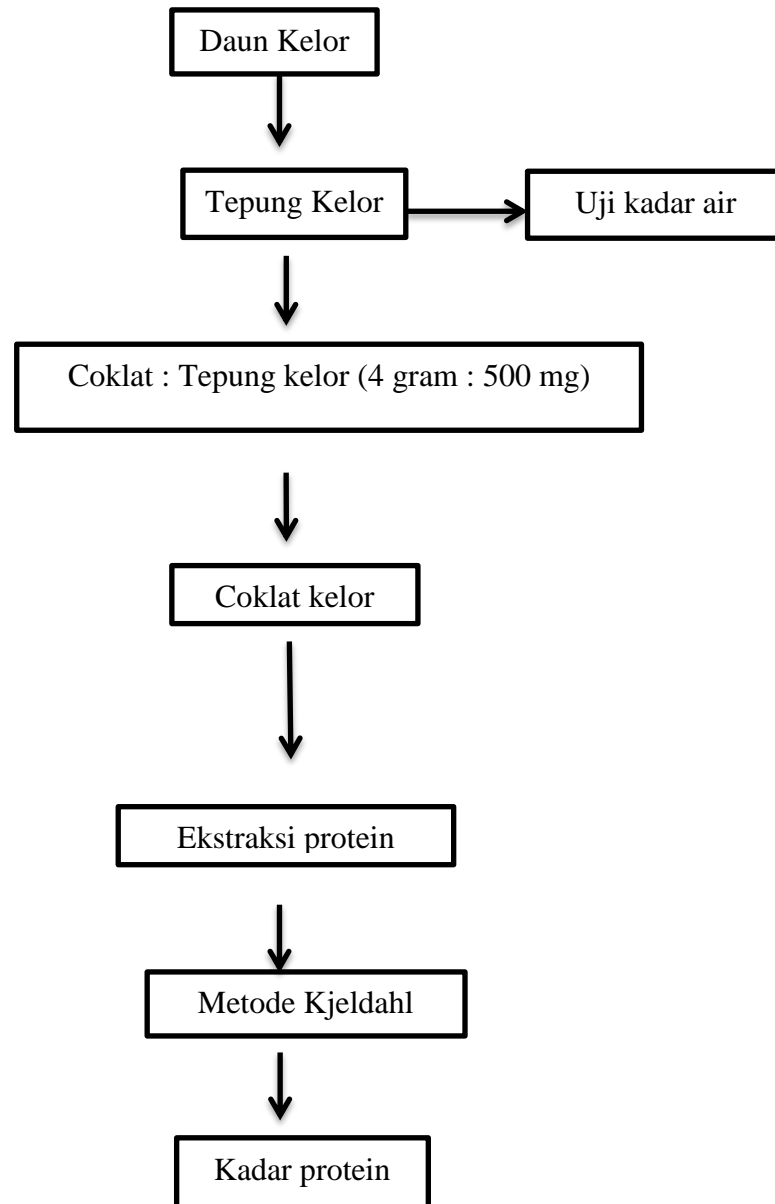 Daun Kelor
Tepung Kelor
Uji kadar air
Coklat : Tepung kelor (4 gram : 500 mg)
Coklat kelor
Ekstraksi protein
Metode Kjeldahl
Kadar protein